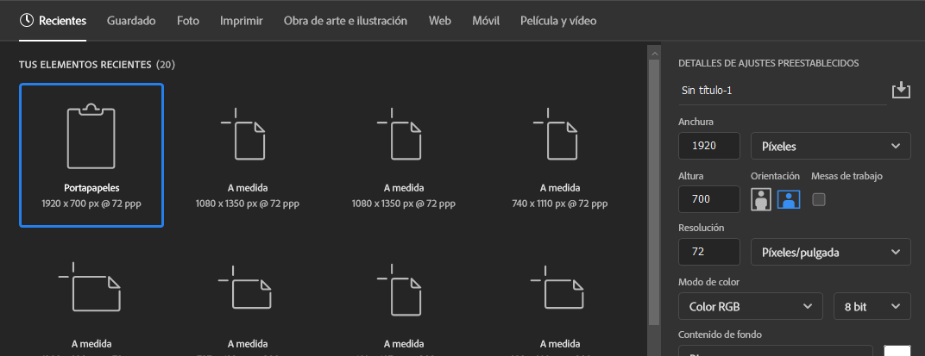 Recientes Guardado Foto Imprimir Obra de arte e ilustración Web Móvil Película y vídeo
TUS ELEMENTOS RECIENTES (20)
Portapapeles
1920 x 700 px @ 72 ppp
A medida
1080 x 1350 px @ 72 ppp
A medida
1080 x 1350 px @ 72 ppp
A medida
740 x 1110 px @ 72 ppp
A medida
A medida
A medida
A medida
DETALLES DE AJUSTES PREESTABLECIDOS
Sin título-1
Anchura
1920 Píxeles
Altura Orientación Mesas de trabajo
700
Resolución
72 Píxeles/pulgada
Modo de color
Color RGB 8 bit
Contenido de fondo